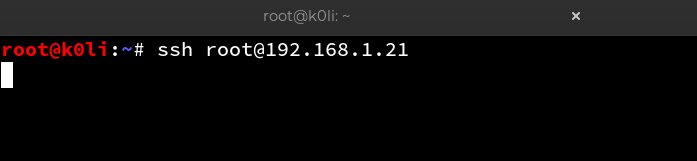 root@k0li: ~
root@k0li:~# ssh root@192.168.1.21